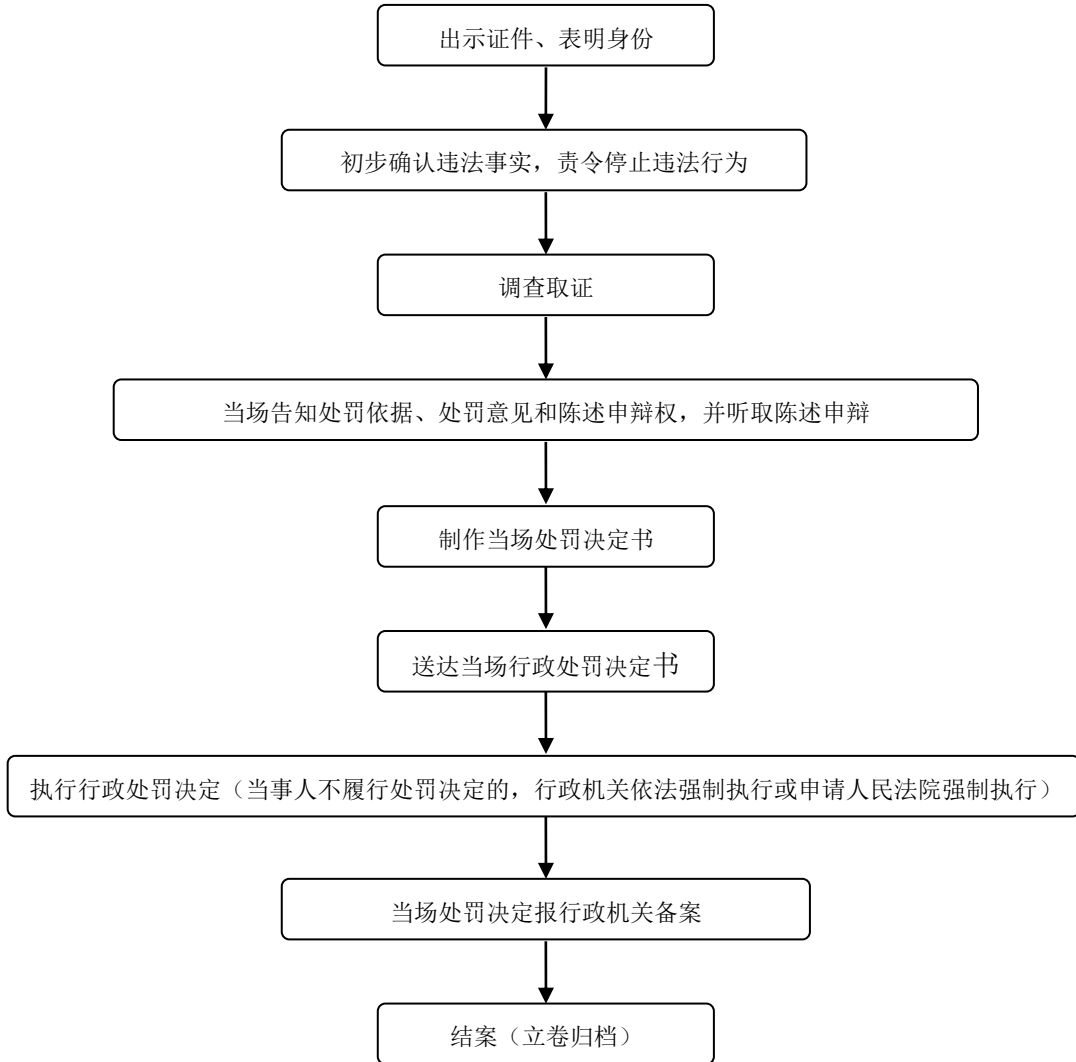 出示证件、表明身份
初步确认违法事实，责令停止违法行为
调查取证
当场告知处罚依据、处罚意见和陈述申辩权，并听取陈述申辩
制作当场处罚决定书
送达当场行政处罚决定书
执行行政处罚决定（当事人不履行处罚决定的，行政机关依法强制执行或申请人民法院强制执行）
当场处罚决定报行政机关备案
结案（立卷归档）